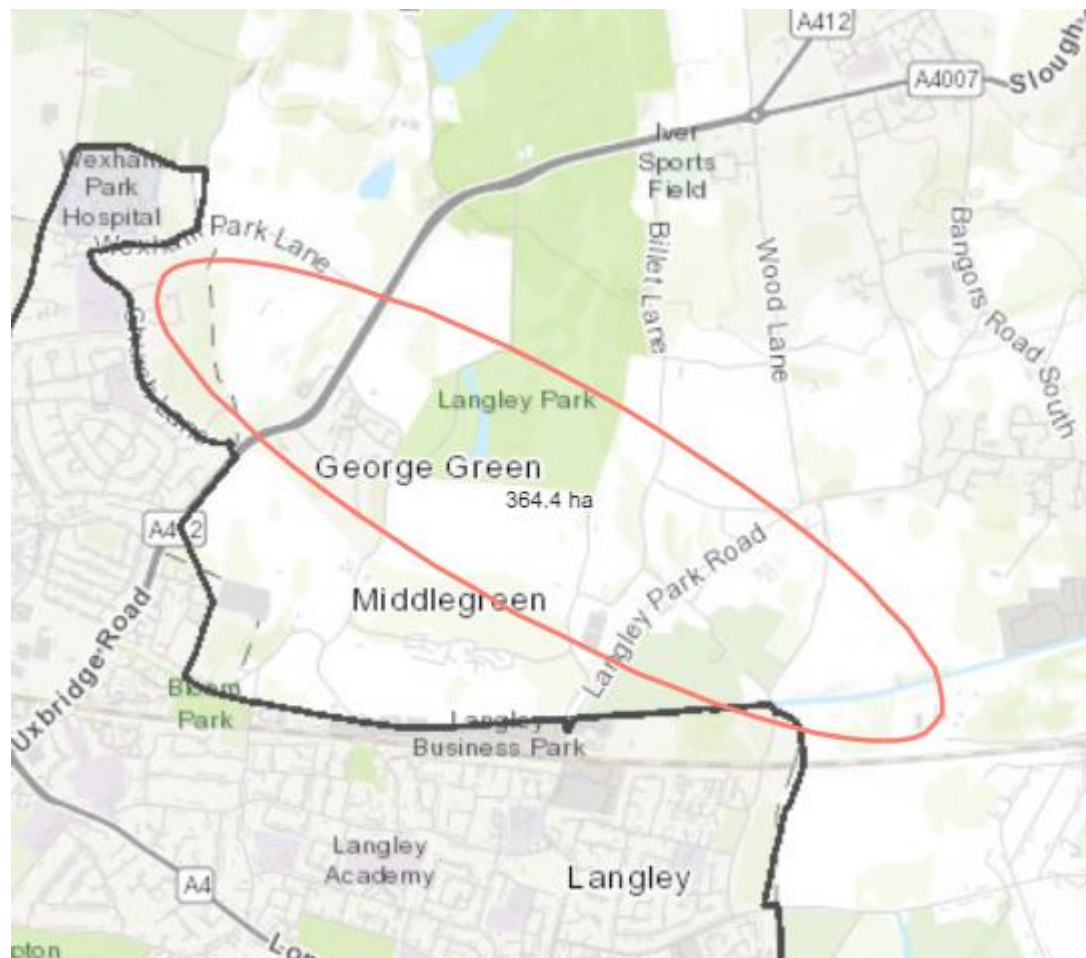 A412
A4007
Slough
Iver
Sports
Field
Wexham
Park
Hospital
Wexham Park Lane
Billet Lane
Wood Lane
Bangors Road South
Langley Park
George Green
364.4 ha
A412
Middlegreen
Langley Park Road
Uxbridge Road
Park
Langley
Business Park
Langley
Academy
Langley
A4